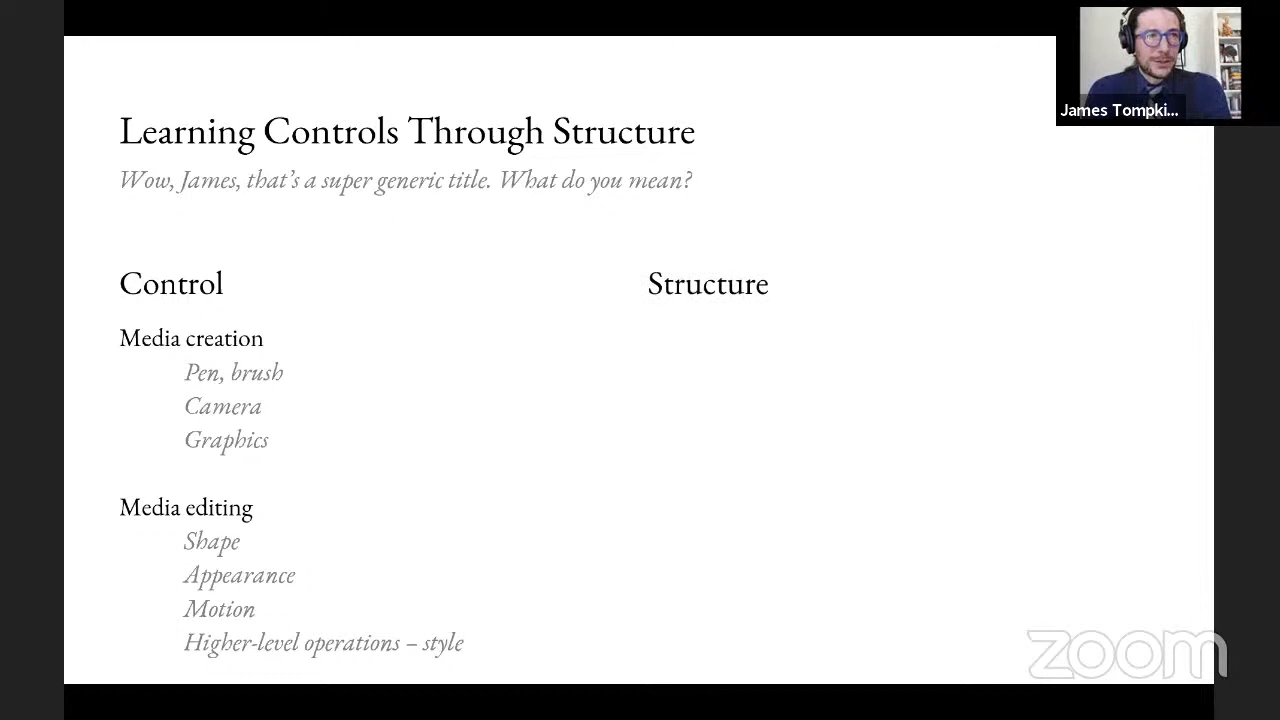 Learning Controls Through Structure
Wow, James, that's a super generic title. What do you mean?
James Tompki...
Control
Structure
Media creation
Pen, brush
Camera
Graphics
Media editing
Shape
Appearance
Motion
Higher-level operations – style
zoom